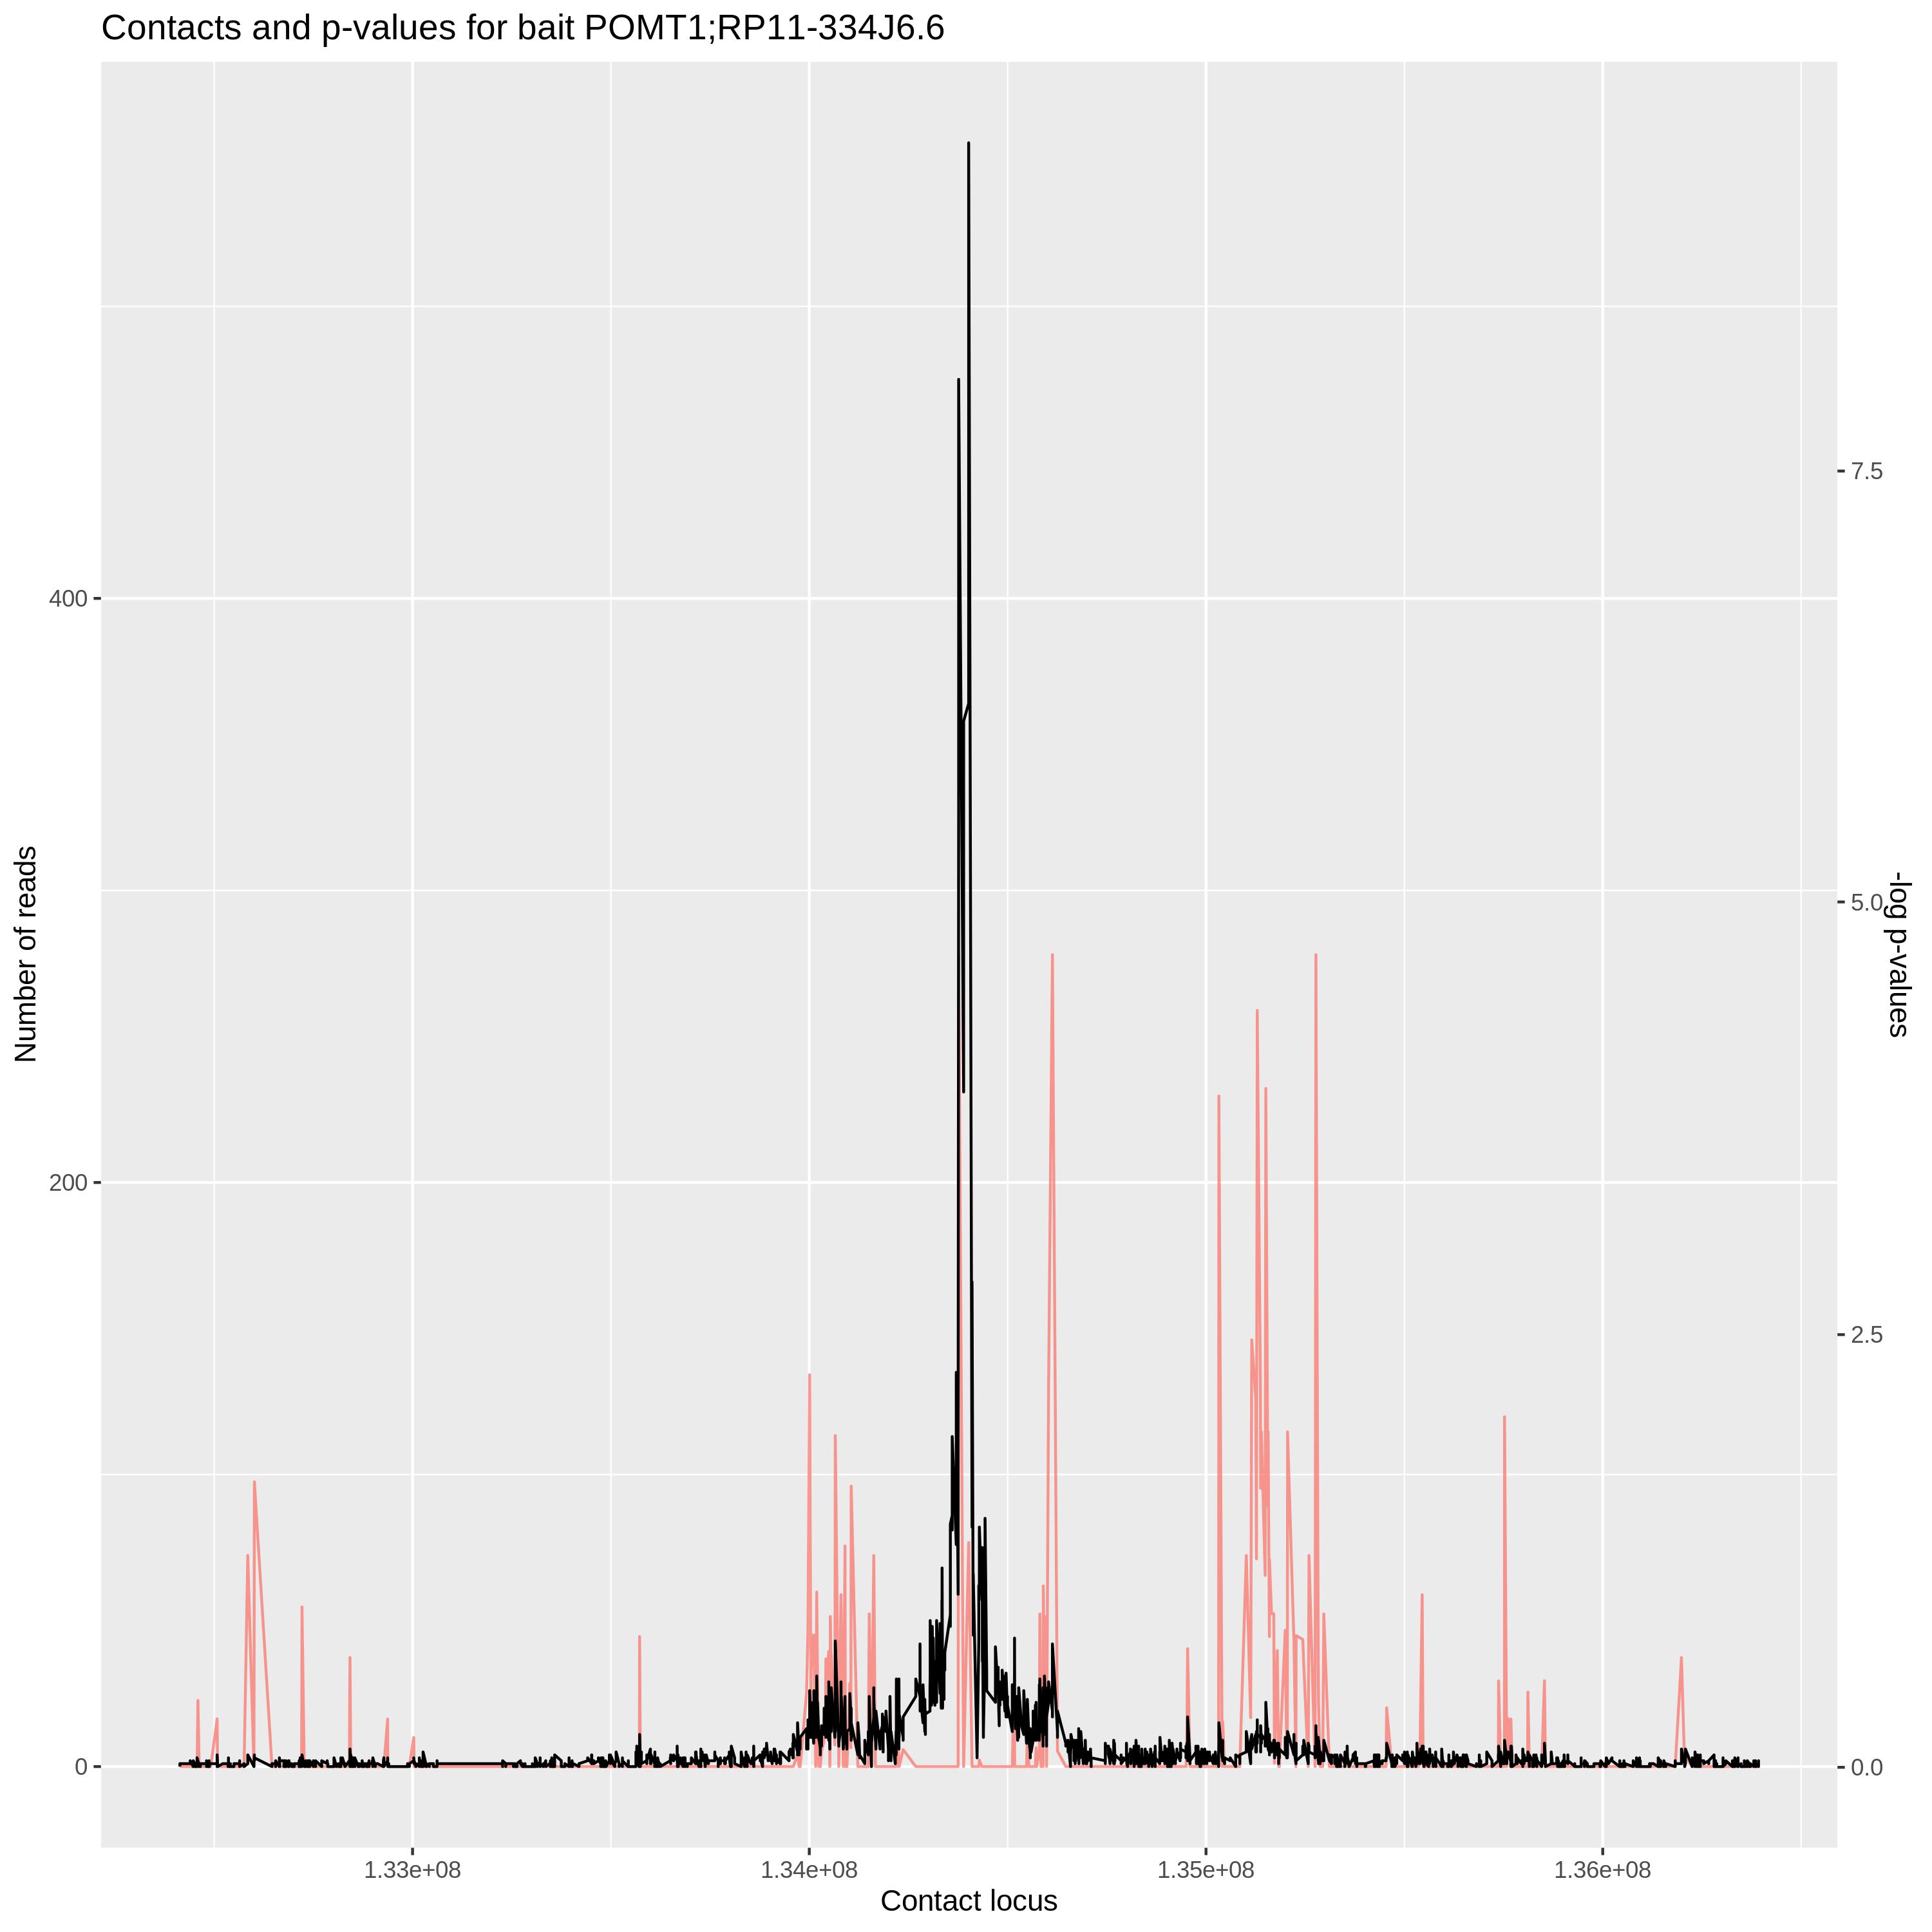 Contacts and p-values for bait POMT1;RP11-334J6.6
400
200
0
Number of reads
7.5
5.0
2.5
0.0
-log p-values
1.33e+08
1.34e+08
1.35e+08
1.36e+08
Contact locus